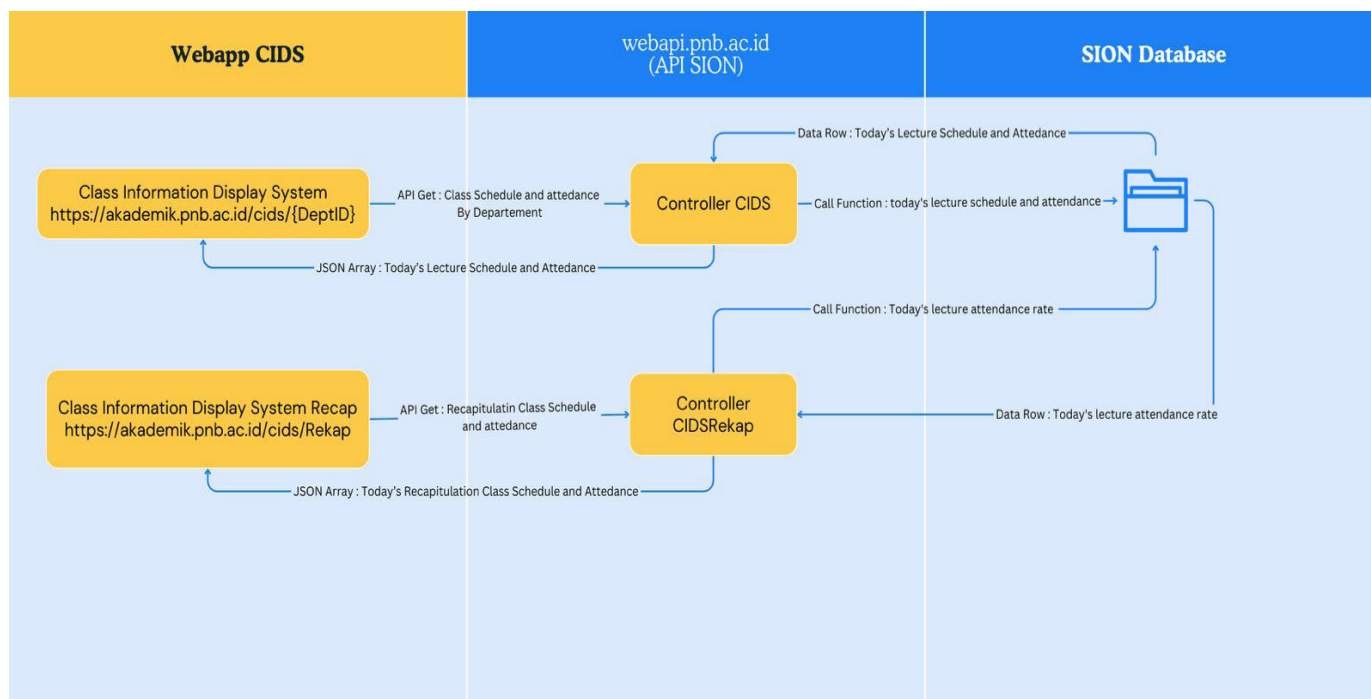 Webapp CIDS
webapi.pnb.ac.id
(API SION)
SION Database
Data Row : Today's Lecture Schedule and Attedance
Class Information Display System
https://akademik.pnb.ac.id/cids/{DeptID}
API Get : Class Schedule and attedance
By Departement
Controller CIDS
Call Function : today's lecture schedule and attendance
JSON Array : Today's Lecture Schedule and Attedance
Call Function : Today's lecture attendance rate
Class Information Display System Recap
https://akademik.pnb.ac.id/cids/Rekap
API Get : Recapitulatin Class Schedule
and attedance
Controller
CIDSRekap
Data Row : Today's lecture attendance rate
JSON Array : Today's Recapitulation Class Schedule and Attedance